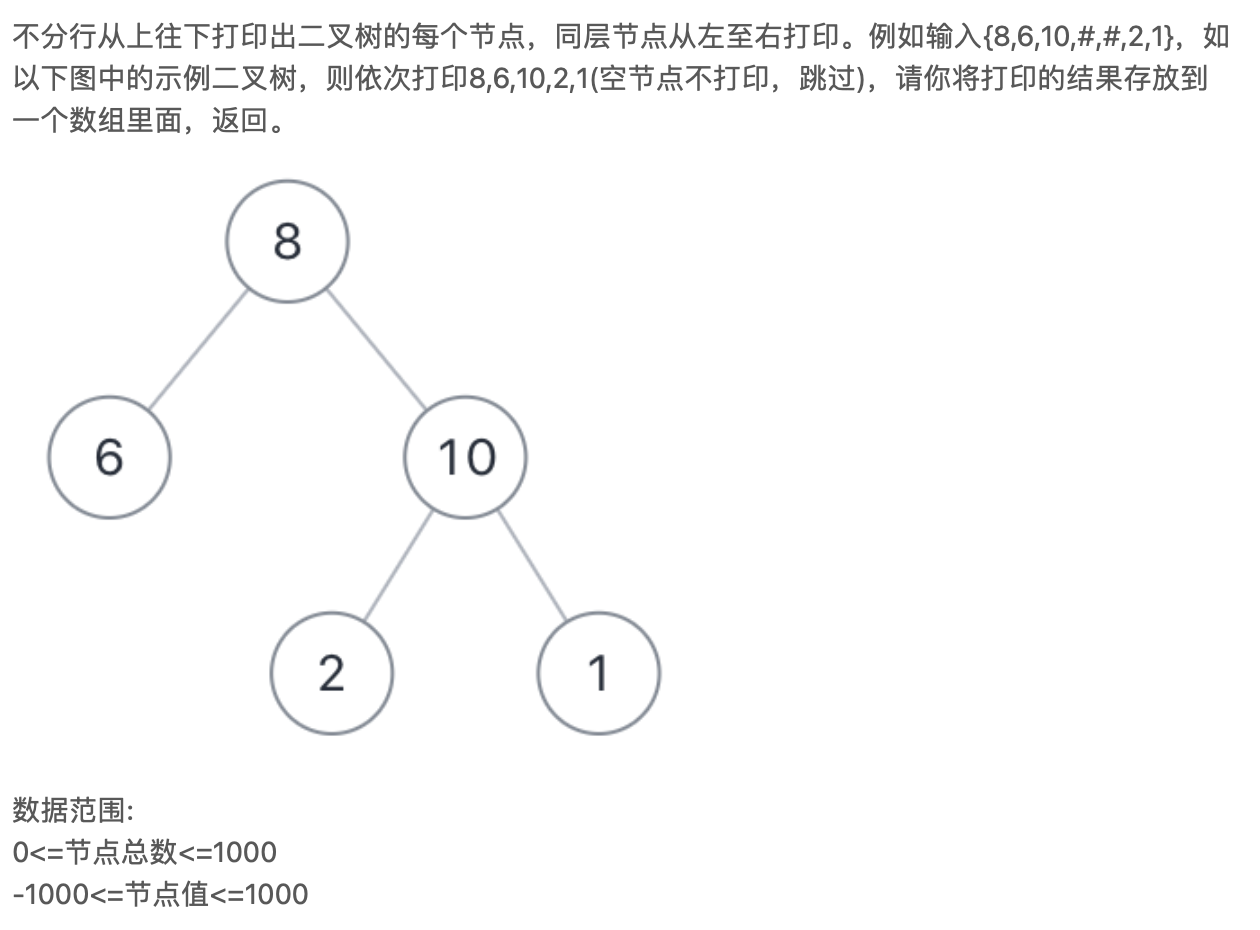 不分行从上往下打印出二叉树的每个节点，同层节点从左至右打印。例如输入{8,6,10,#,#,2,1}，如
以下图中的示例二叉树，则依次打印8,6,10,2,1(空节点不打印，跳过)，请你将打印的结果存放到
一个数组里面，返回。
8
6
10
2
1
数据范围:
0<=节点总数<=1000
-1000<=节点值<=1000